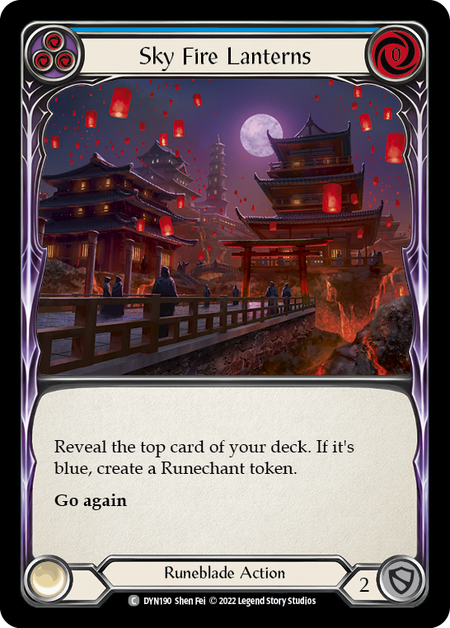 Sky Fire Lanterns
0
Reveal the top card of your deck. If it's
blue, create a Runechant token.
Go again
Runeblade Action
2
C DYN190 Shen Fei © 2022 Legend Story Studios